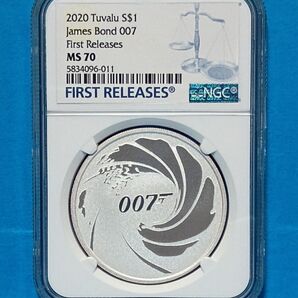 2020 Tuvalu S$1
James Bond 007
First Releases
MS 70
5834096-011
FIRST RELEASES®
NGC
007